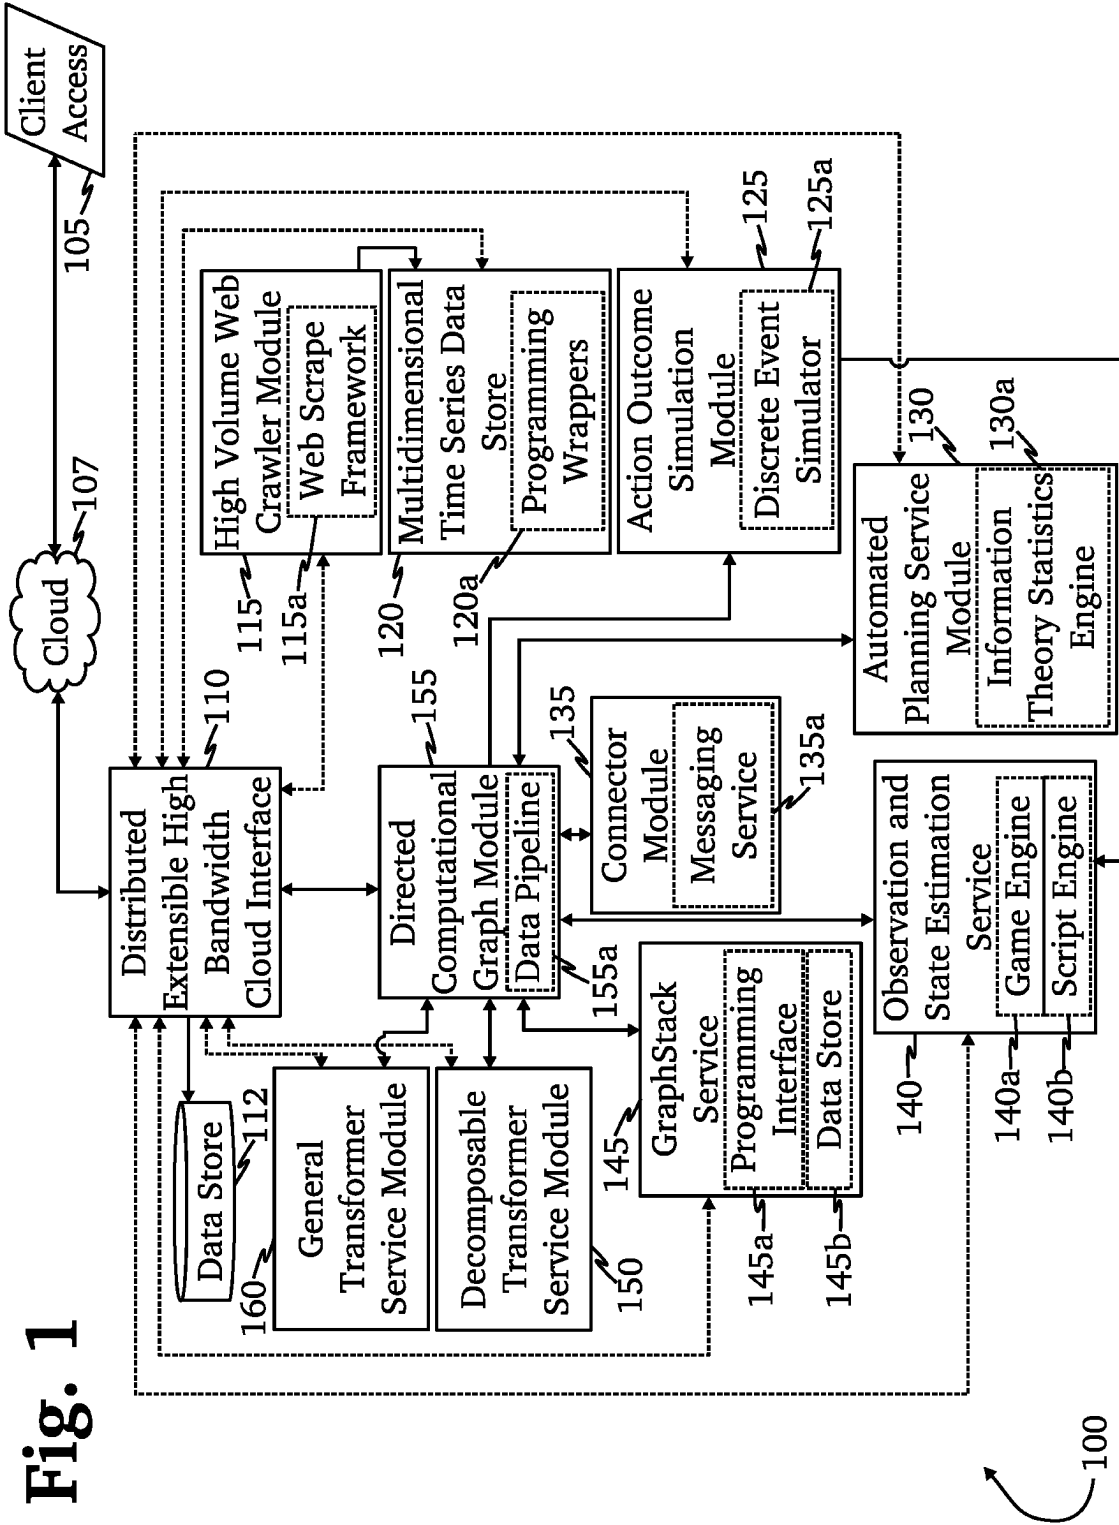 Fig. 1
Client
Access
105
Cloud
107
Distributed
Extensible High
Bandwidth
Cloud Interface
110
Data Store
112
High Volume Web
Crawler Module
Web Scrape
Framework
115
115a
Multidimensional
Time Series Data
Store
Programming
Wrappers
120
120a
Action Outcome
Simulation
Module
Discrete Event
Simulator
125
125a
Automated
Planning Service
Module
Information
Theory Statistics
Engine
130
130a
Directed
Computational
Graph Module
Data Pipeline
155
155a
Connector
Module
Messaging
Service
135
135a
General
Transformer
Service Module
160
Decomposable
Transformer
Service Module
150
GraphStack
Service
Programming
Interface
Data Store
145
145a
145b
Observation and
State Estimation
Service
Game Engine
Script Engine
140
140a
140b
100